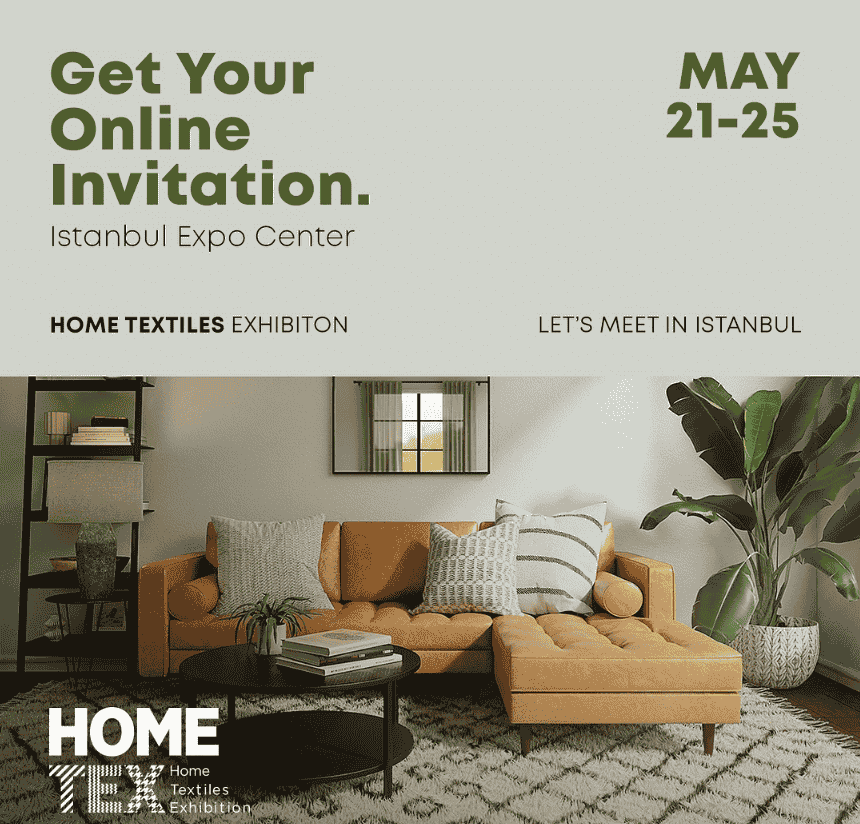 Get Your
Online
Invitation.
Istanbul Expo Center
MAY
21-25
HOME TEXTILES EXHIBITON
LET'S MEET IN ISTANBUL
HOME
TEX
Home
Textiles
Exhibition